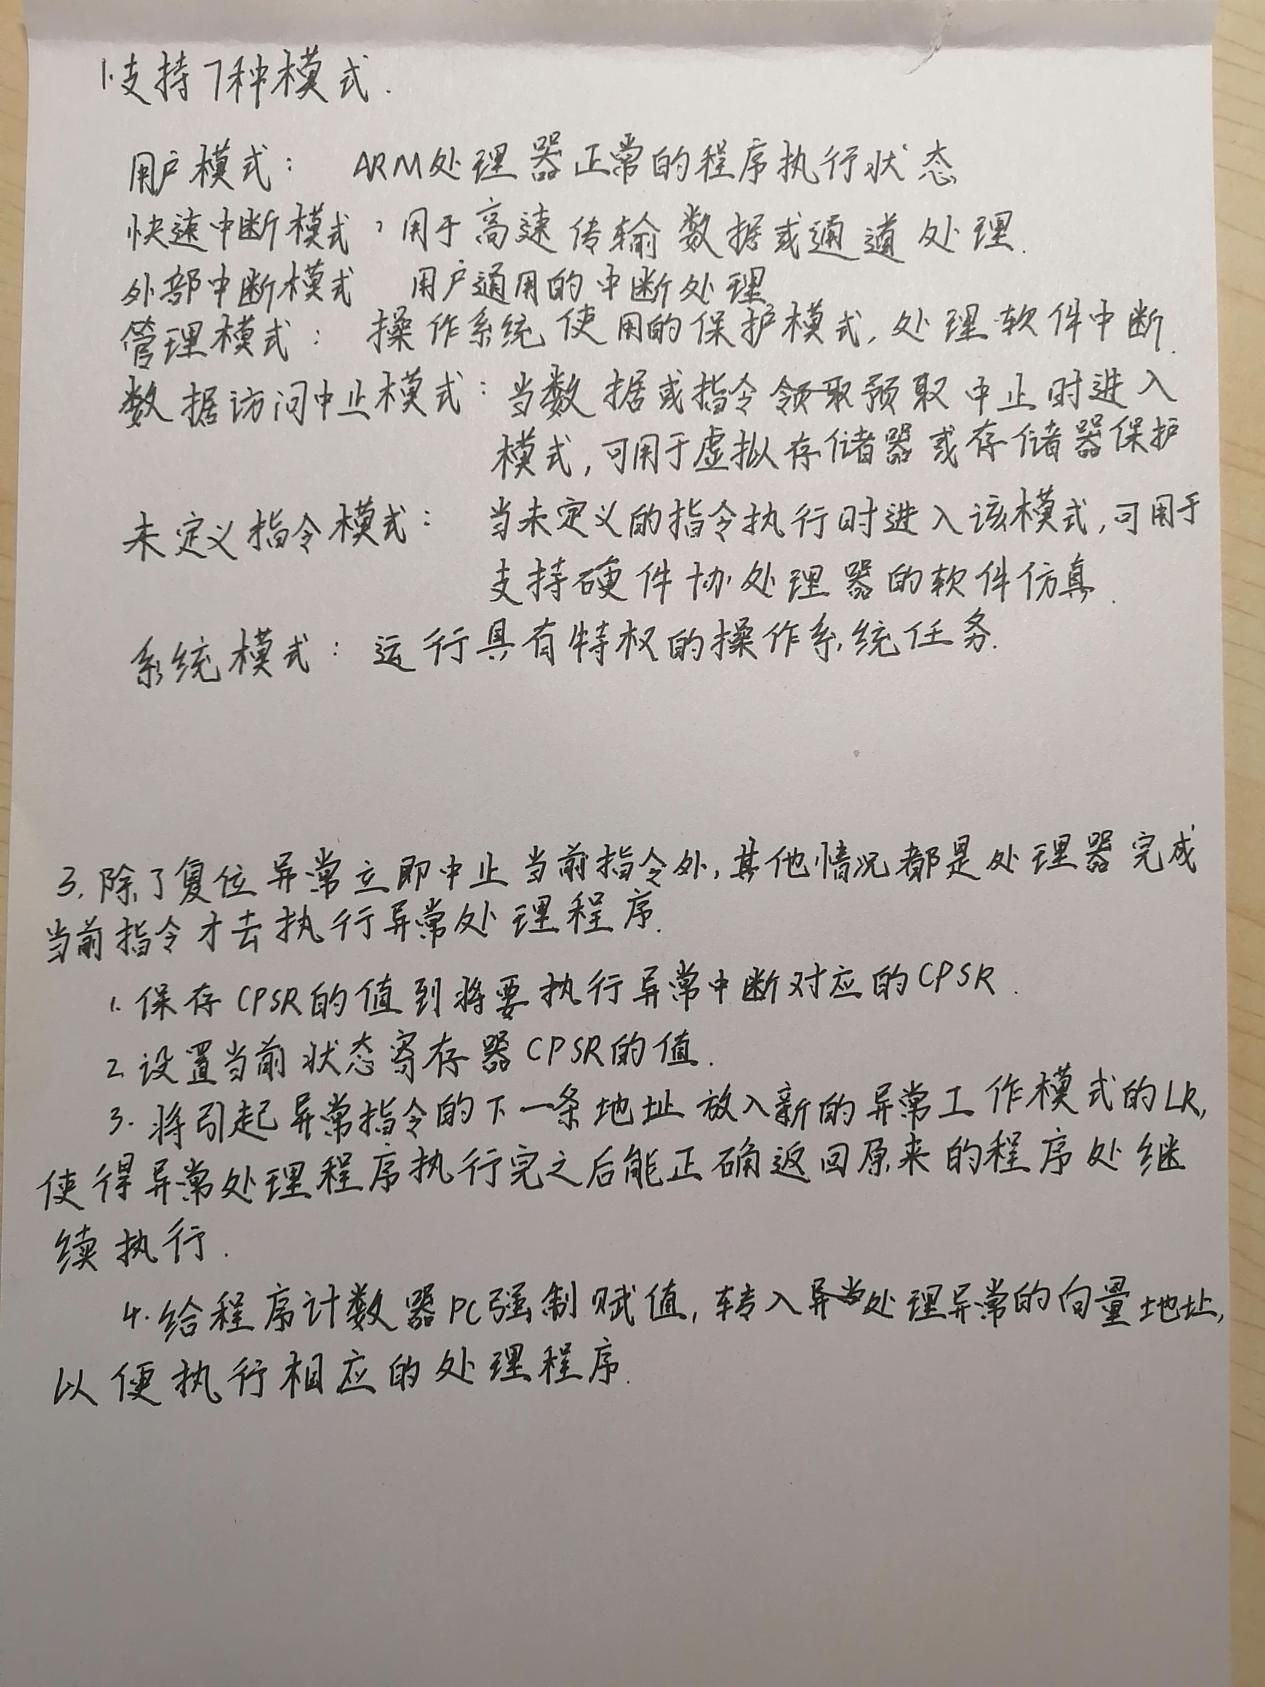 1.支持7种模式.
用户模式： ARM处理器正常的程序执行状态
快速中断模式：用于高速传输数据或通道处理.
外部中断模式 用户通用的中断处理
管理模式： 操作系统使用的保护模式,处理软件中断.
数据访问中止模式：当数据或指令预取中止时进入
模式,可用于虚拟存储器或存储器保护
未定义指令模式： 当未定义的指令执行时进入该模式,可用于
支持硬件协处理器的软件仿真.
系统模式：运行具有特权的操作系统任务.
3.除了复位异常立即中止当前指令外,其他情况都是处理器完成
当前指令才去执行异常处理程序.
1.保存CPSR的值到将要执行异常中断对应的CPSR.
2.设置当前状态寄存器CPSR的值.
3.将引起异常指令的下一条地址放入新的异常工作模式的LR,
使得异常处理程序执行完之后能正确返回原来的程序处继
续执行.
4.给程序计数器PC强制赋值,转入处理异常的向量地址,
以便执行相应的处理程序.